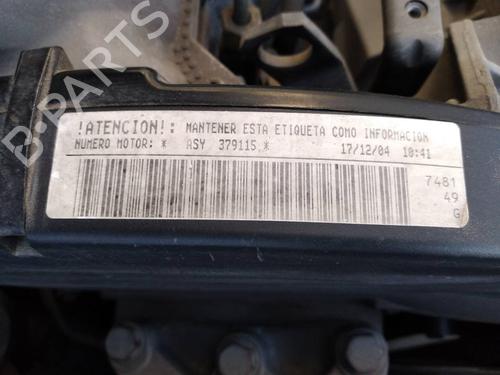 !ATENCION!: MANTENER ESTA ETIQUETA COMO INFORMACION
NUMERO MOTOR: * ASY 379115.* 17/12/04 10:41
7481
49
G
B-PARTS